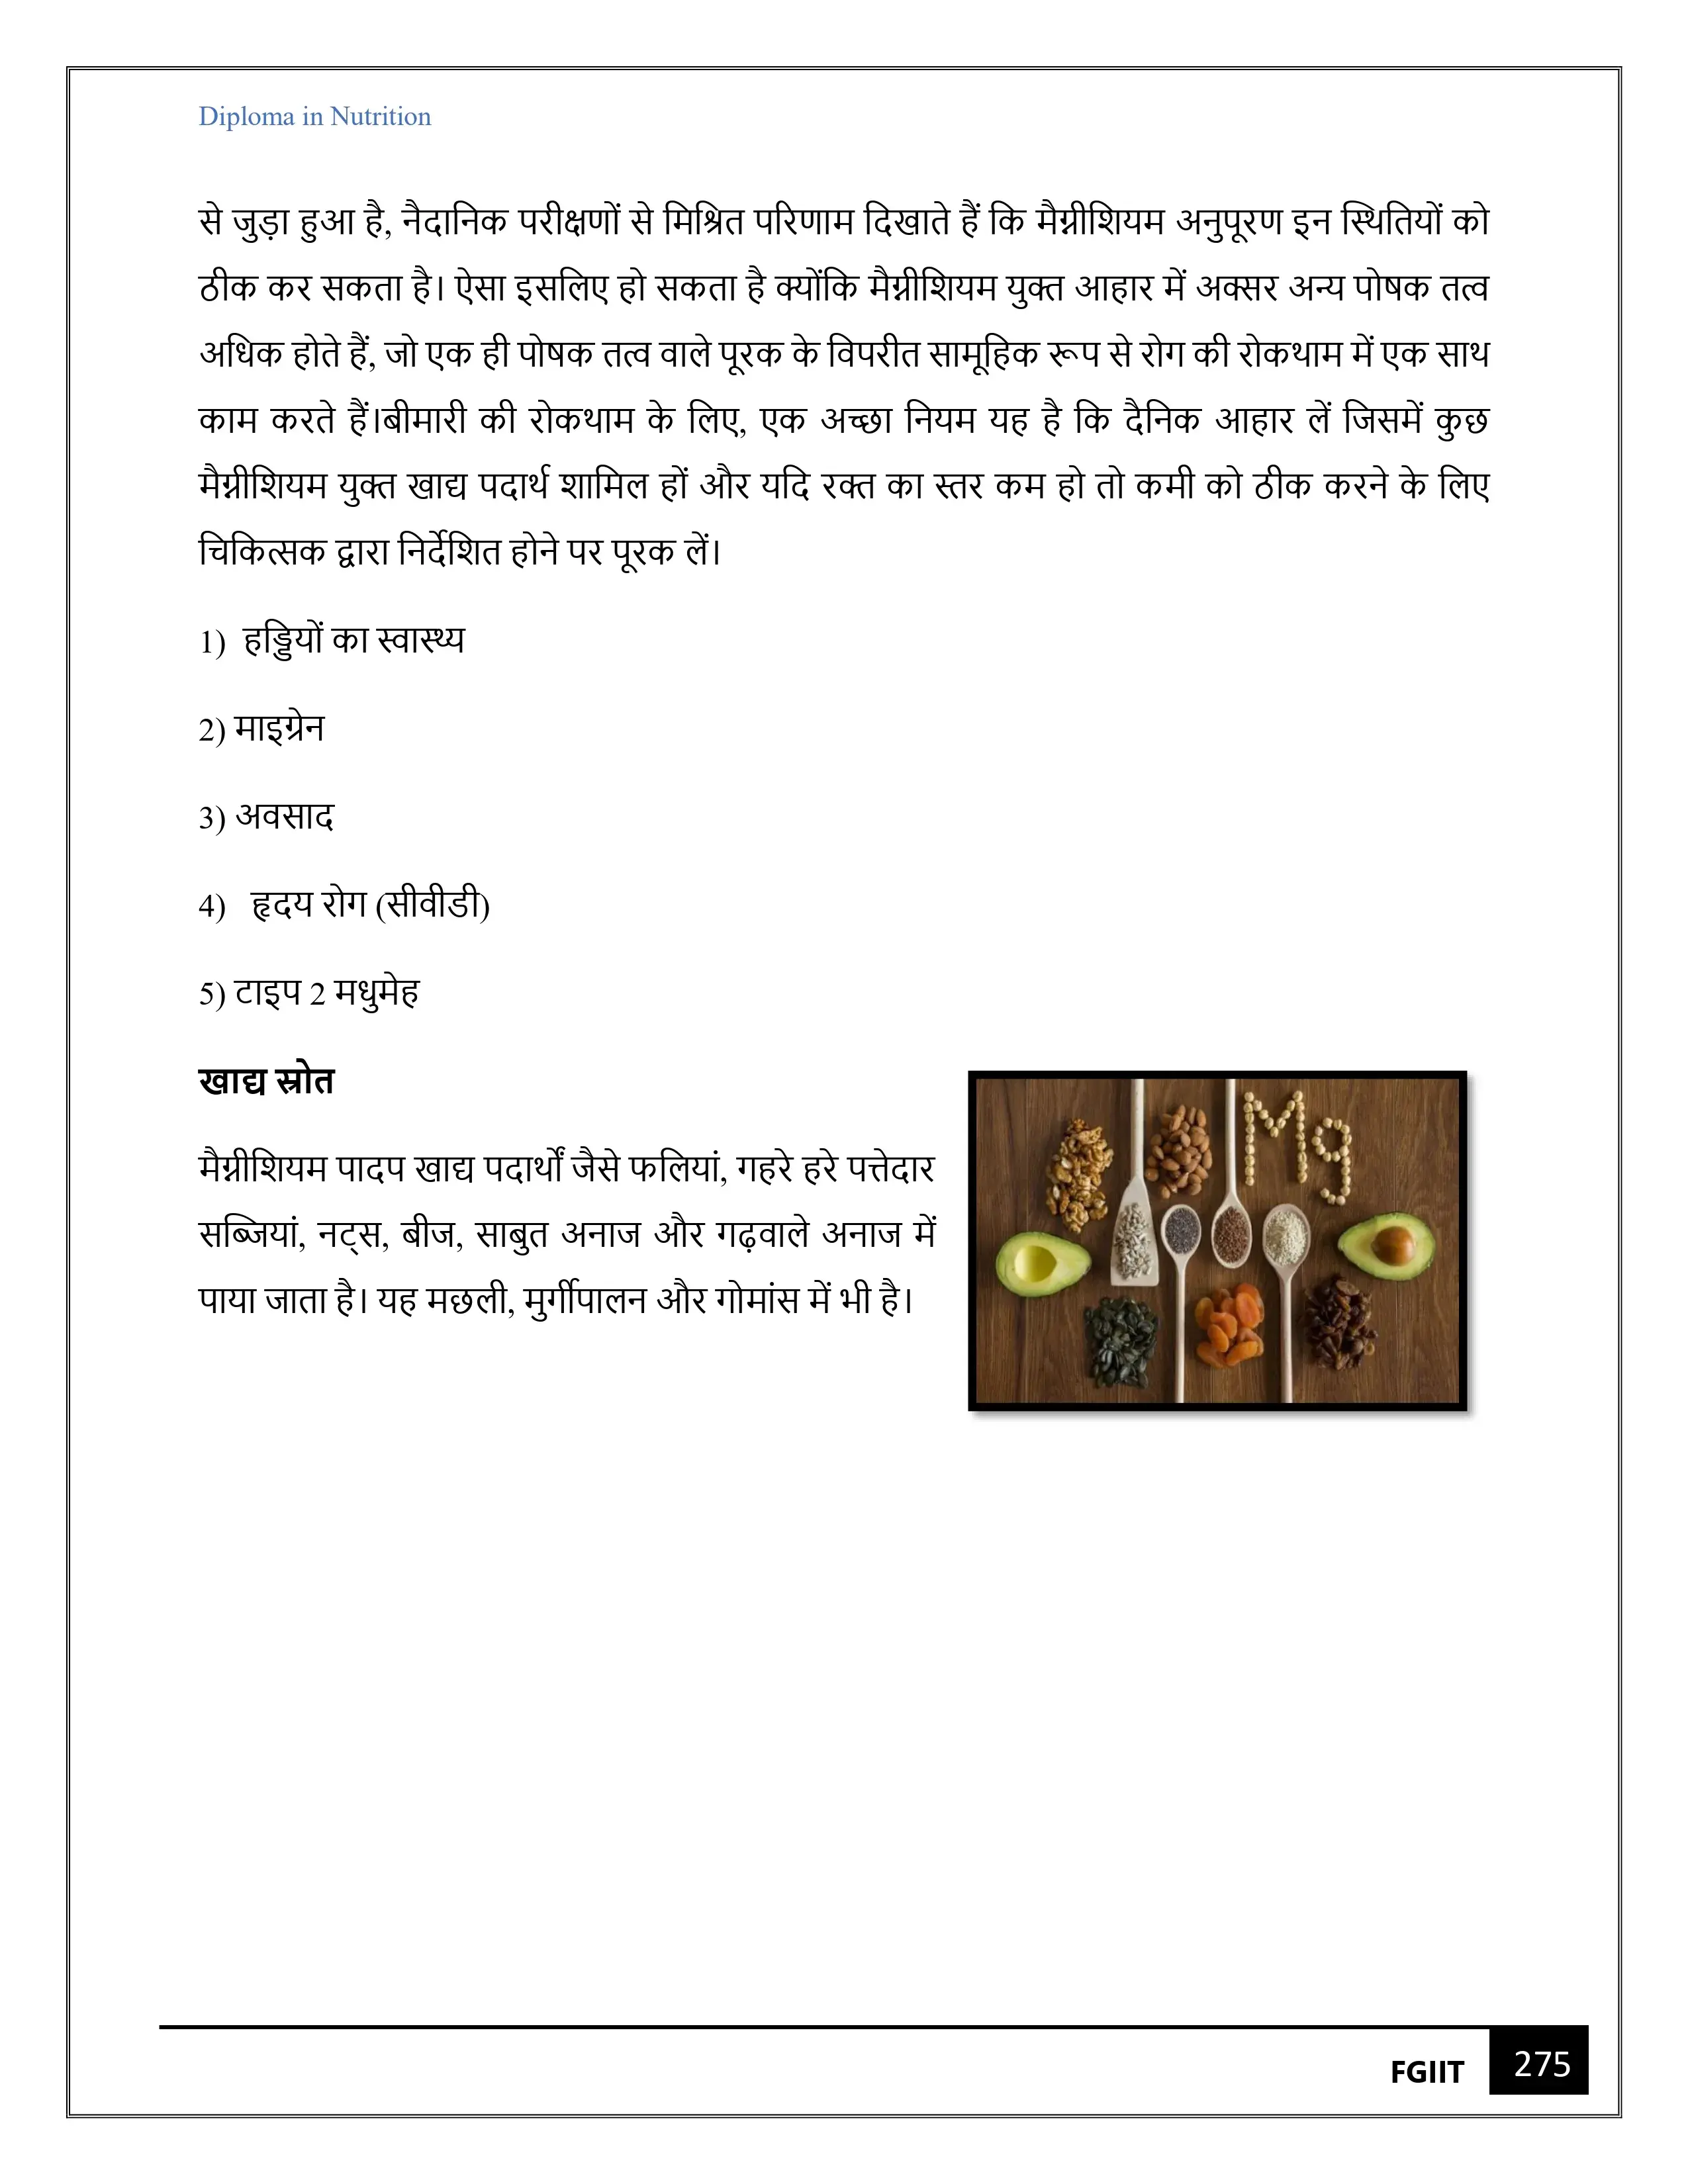 Diploma in Nutrition
से जुड़ा हुआ है, नैदानिक परीक्षणों से मिश्रित परिणाम दिखाते हैं कि मैग्नीशियम अनुपूरण इन स्थितियों को
ठीक कर सकता है। ऐसा इसलिए हो सकता है क्योंकि मैग्नीशियम युक्त आहार में अक्सर अन्य पोषक तत्व
अधिक होते हैं, जो एक ही पोषक तत्व वाले पूरक के विपरीत सामूहिक रूप से रोग की रोकथाम में एक साथ
काम करते हैं।बीमारी की रोकथाम के लिए, एक अच्छा नियम यह है कि दैनिक आहार लें जिसमें कुछ
मैग्नीशियम युक्त खाद्य पदार्थ शामिल हों और यदि रक्त का स्तर कम हो तो कमी को ठीक करने के लिए
चिकित्सक द्वारा निर्देशित होने पर पूरक लें।
1) हड्डियों का स्वास्थ्य
2) माइग्रेन
3) अवसाद
4) हृदय रोग (सीवीडी)
5) टाइप 2 मधुमेह
खाद्य स्रोत
मैग्नीशियम पादप खाद्य पदार्थों जैसे फलियां, गहरे हरे पत्तेदार
सब्जियां, नट्स, बीज, साबुत अनाज और गढ़वाले अनाज में
पाया जाता है। यह मछली, मुर्गीपालन और गोमांस में भी है।
Mg
FGIIT 275